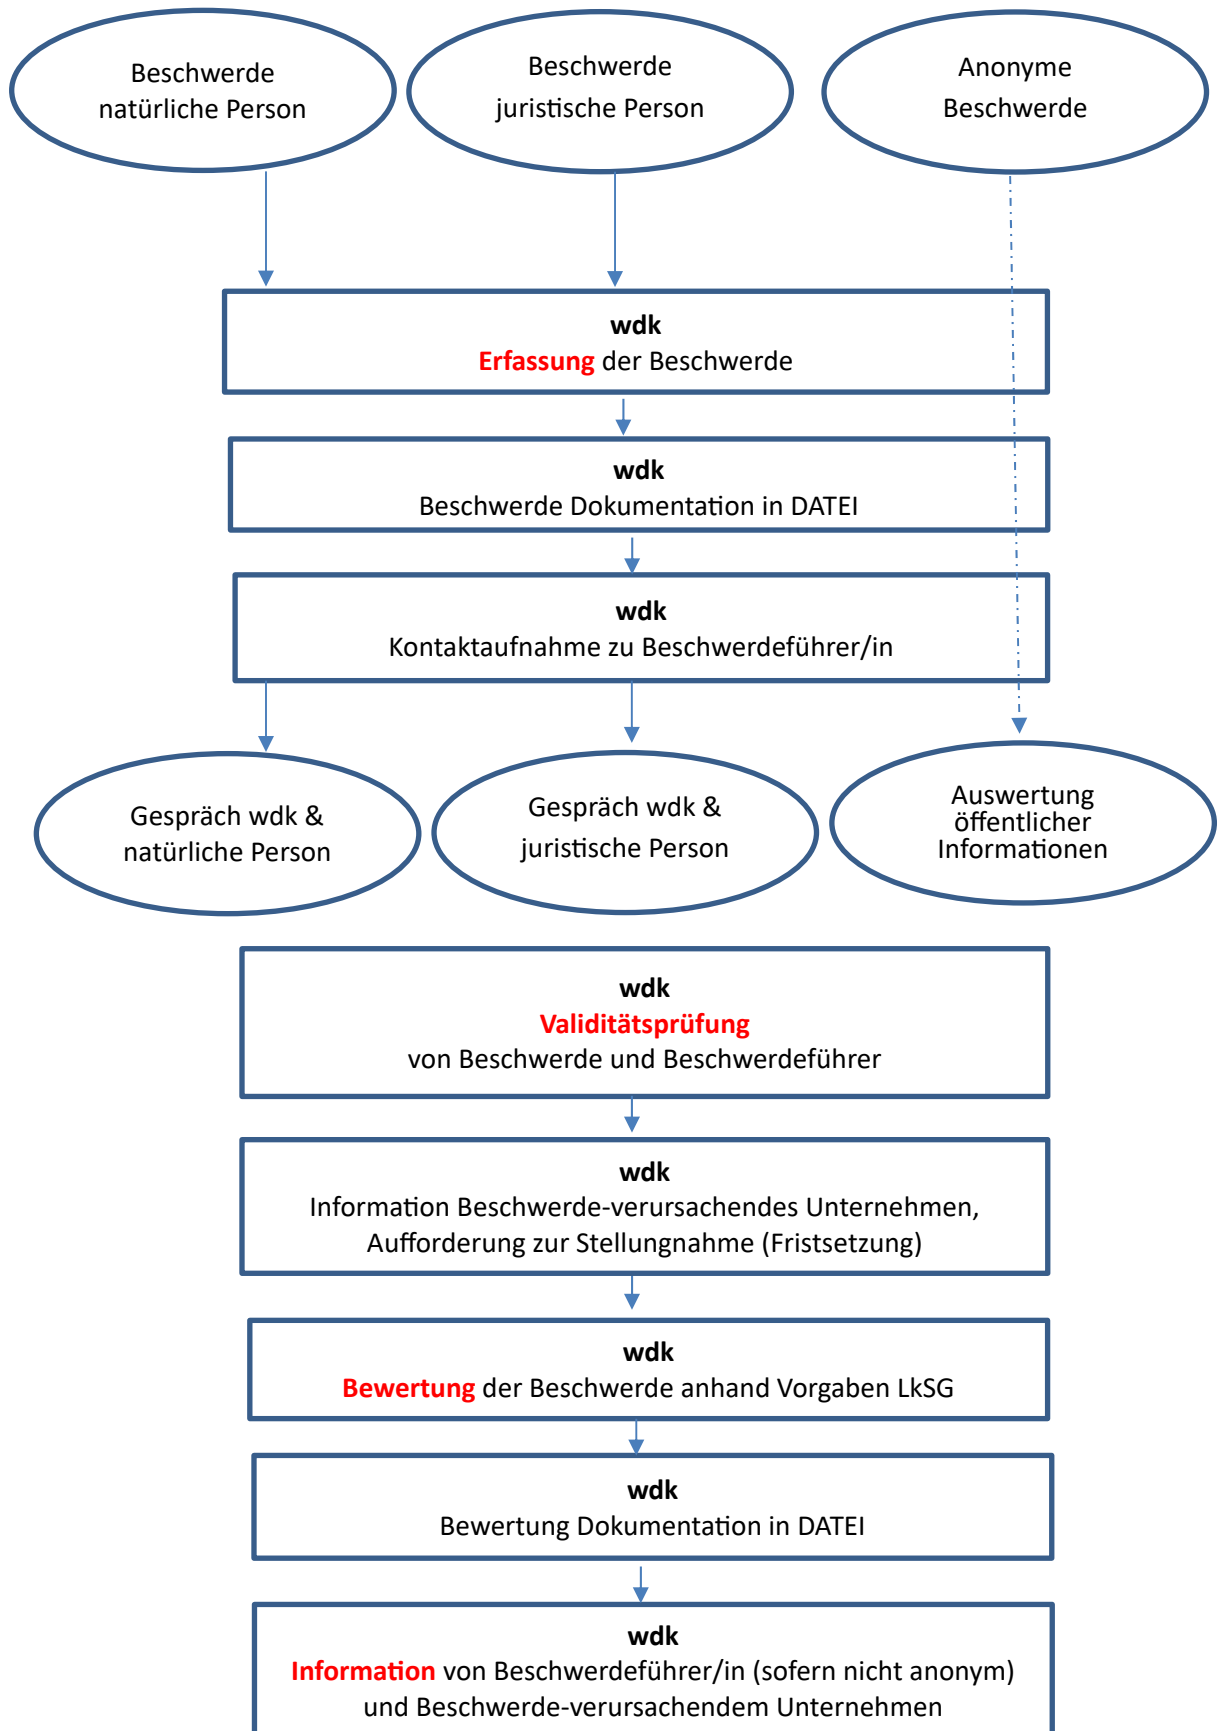 Beschwerde
natürliche Person
Beschwerde
juristische Person
Anonyme
Beschwerde
wdk
Erfassung der Beschwerde
wdk
Beschwerde Dokumentation in DATEI
wdk
Kontaktaufnahme zu Beschwerdeführer/in
Gespräch wdk &
natürliche Person
Gespräch wdk &
juristische Person
Auswertung
öffentlicher
Informationen
wdk
Validitätsprüfung
von Beschwerde und Beschwerdeführer
wdk
Information Beschwerde-verursachendes Unternehmen,
Aufforderung zur Stellungnahme (Fristsetzung)
wdk
Bewertung der Beschwerde anhand Vorgaben LkSG
wdk
Bewertung Dokumentation in DATEI
wdk
Information von Beschwerdeführer/in (sofern nicht anonym)
und Beschwerde-verursachendem Unternehmen